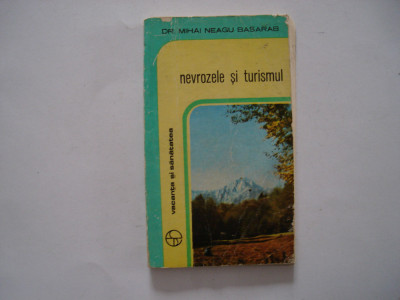 DR. MIHAI NEAGU BASARAB
nevrozele și turismul
vacanța și sănătatea